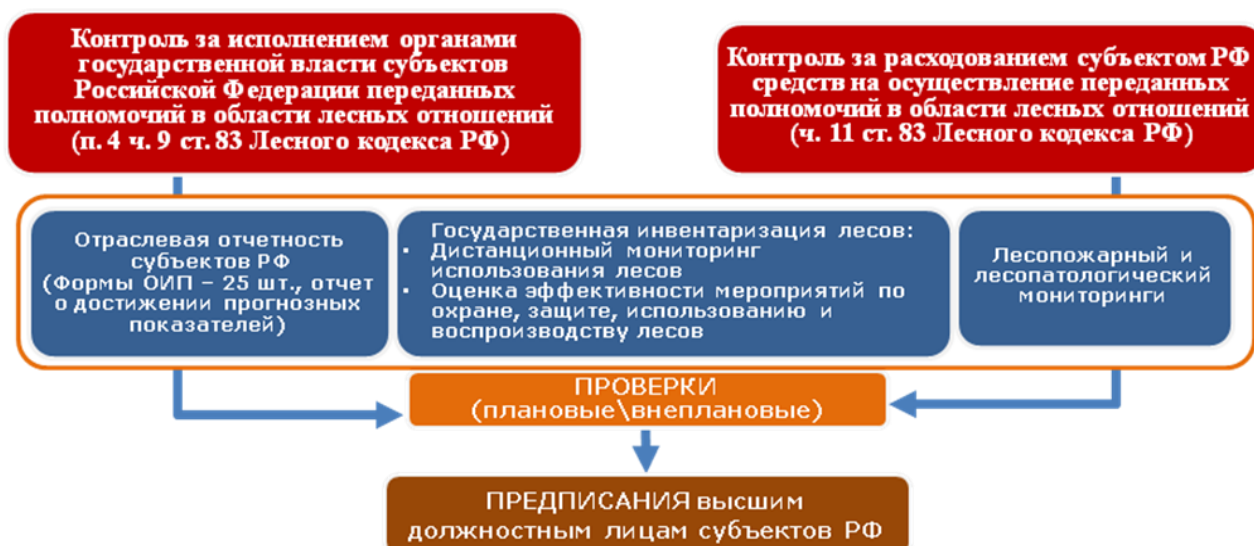 Контроль за исполнением органами
государственной власти субъектов
Российской Федерации переданных
полномочий в области лесных отношений
(п. 4 ч. 9 ст. 83 Лесного кодекса РФ)
Контроль за расходованием субъектом РФ
средств на осуществление переданных
полномочий в области лесных отношений
(ч. 11 ст. 83 Лесного кодекса РФ)
Отраслевая отчетность
субъектов РФ
(Формы ОИП – 25 шт., отчет
о достижении прогнозных
показателей)
Государственная инвентаризация лесов:
• Дистанционный мониторинг
использования лесов
• Оценка эффективности мероприятий по
охране, защите, использованию и
воспроизводству лесов
Лесопожарный и
лесопатологический
мониторинги
ПРОВЕРКИ
(плановые\внеплановые)
ПРЕДПИСАНИЯ высшим
должностным лицам субъектов РФ